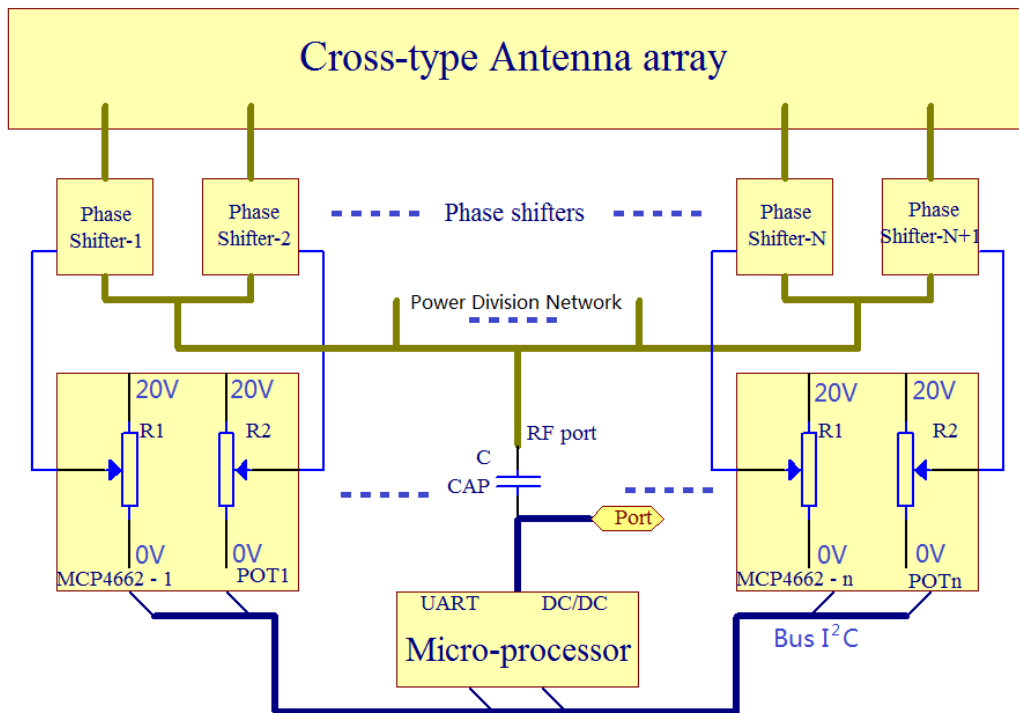 Cross-type Antenna array
Phase
Shifter-1
Phase
Shifter-2
Phase shifters
Phase
Shifter-N
Phase
Shifter-N+1
Power Division Network
20V
20V
R1
R2
0V
0V
MCP4662 - 1
POT1
RF port
C
CAP
Port
20V
20V
R1
R2
0V
0V
MCP4662 - n
POTn
UART
DC/DC
Micro-processor
Bus I²C